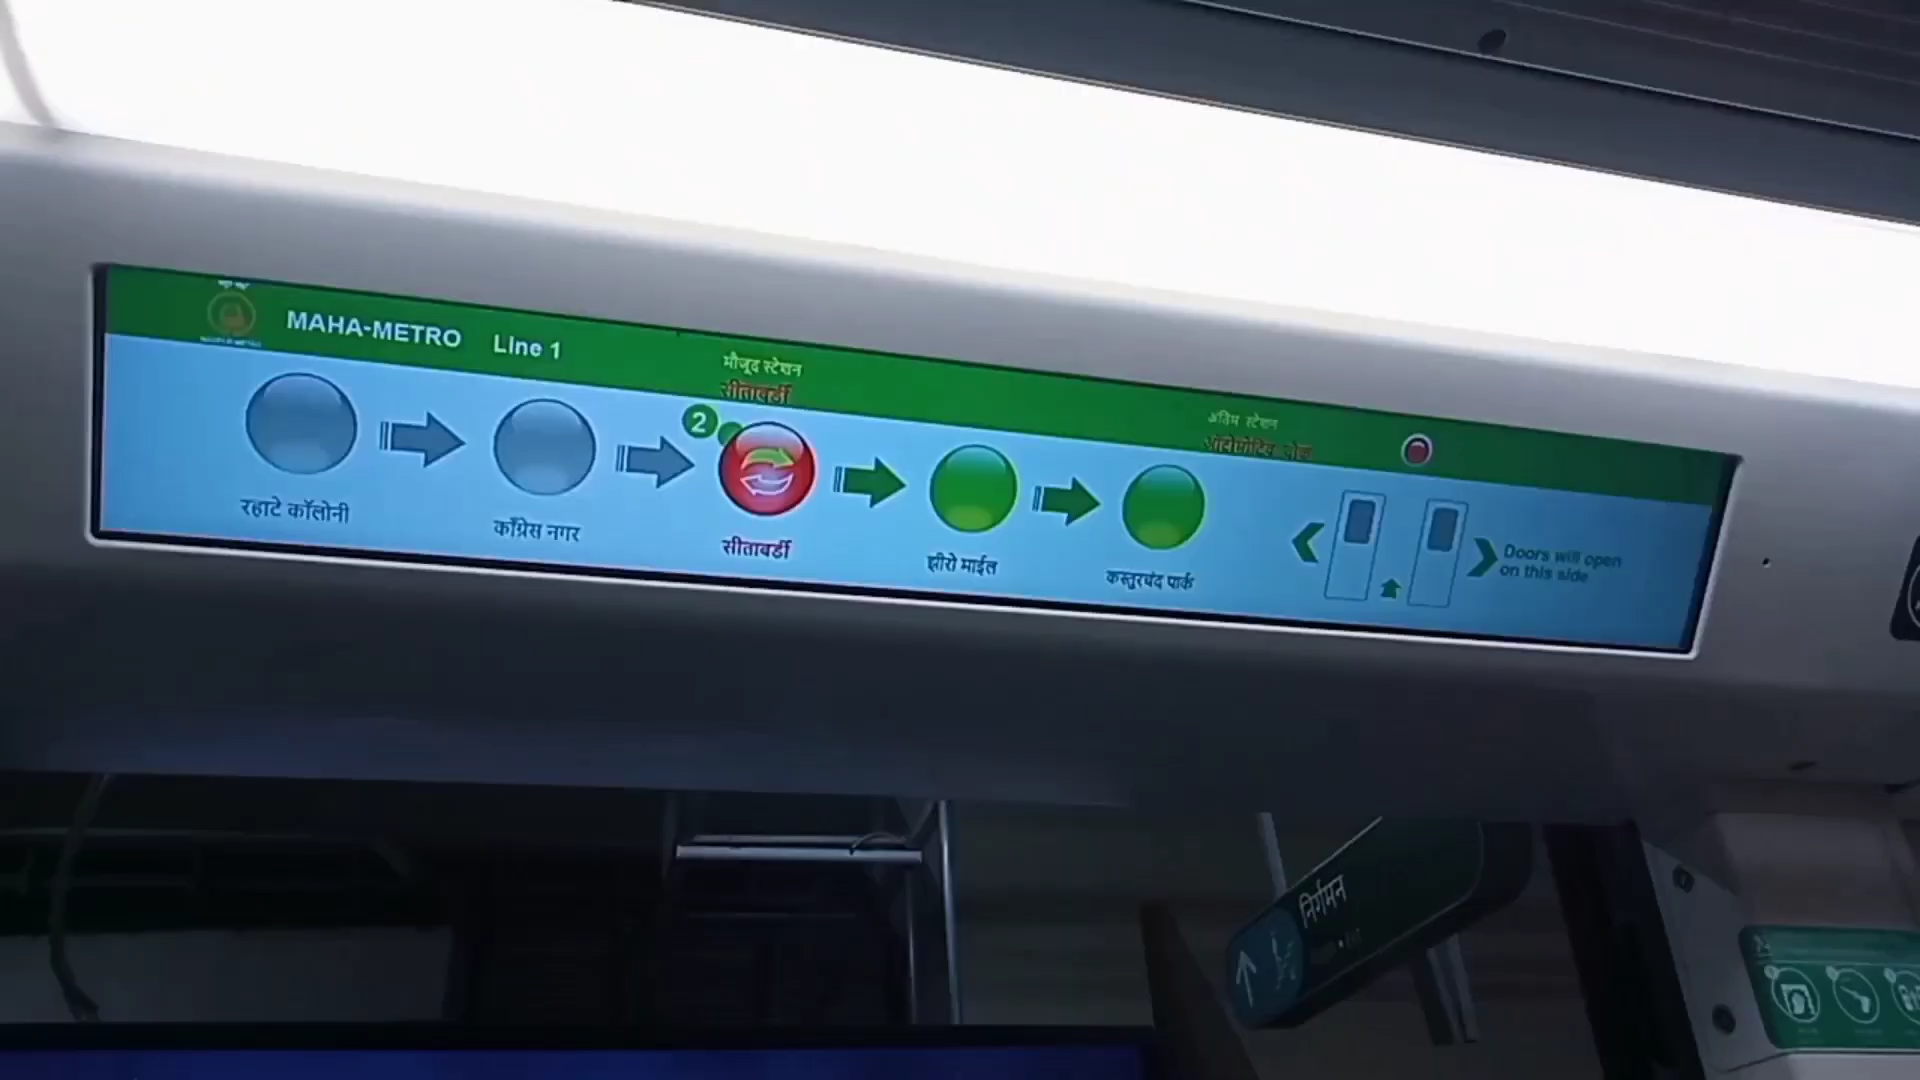 MAHA-METRO Line 1
मौजूद स्टेशन
सीताबर्डी
अंतिम स्टेशन
2
रहाटे कॉलोनी
काँग्रेस नगर
सीताबर्डी
झीरो माईल
कस्तुरचंद पार्क
Doors will open
on this side
निर्गमन